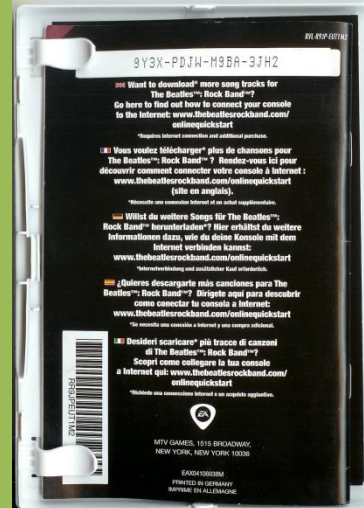 RVL-R9JP-EUT1M2
9Y3X-PDJW-M9BA-3JH2
Want to download* more song tracks for
The Beatles™: Rock Band™?
Go here to find out how to connect your console
to the Internet: www.thebeatlesrockband.com/
onlinequickstart
*Requires internet connection and additional purchase.
Vous voulez télécharger* plus de chansons pour
The Beatles™: Rock Band™ ? Rendez-vous ici pour
découvrir comment connecter votre console à Internet :
www.thebeatlesrockband.com/onlinequickstart
(site en anglais).
*Nécessite une connexion Internet et un achat supplémentaire.
Willst du weitere Songs für The Beatles™:
Rock Band™ herunterladen*? Hier erhältst du weitere
Informationen dazu, wie du deine Konsole mit dem
Internet verbinden kannst:
www.thebeatlesrockband.com/onlinequickstart
*Internetverbindung und zusätzlicher Kauf erforderlich.
¿Quieres descargarte más canciones para The
Beatles™: Rock Band™? Dirígete aquí para descubrir
como conectar tu consola a Internet:
www.thebeatlesrockband.com/onlinequickstart
*Se necesita una conexión a Internet y una compra adicional.
Desideri scaricare* più tracce di canzoni
di The Beatles™: Rock Band™?
Scopri come collegare la tua console
a Internet qui: www.thebeatlesrockband.com/
onlinequickstart
*Richiede una connessione internet e un acquisto aggiuntivo.
RR9JPEUT1M2
EA
MTV GAMES, 1515 BROADWAY,
NEW YORK, NEW YORK 10036
EAX04106938M
PRINTED IN GERMANY
IMPRIME EN ALLEMAGNE